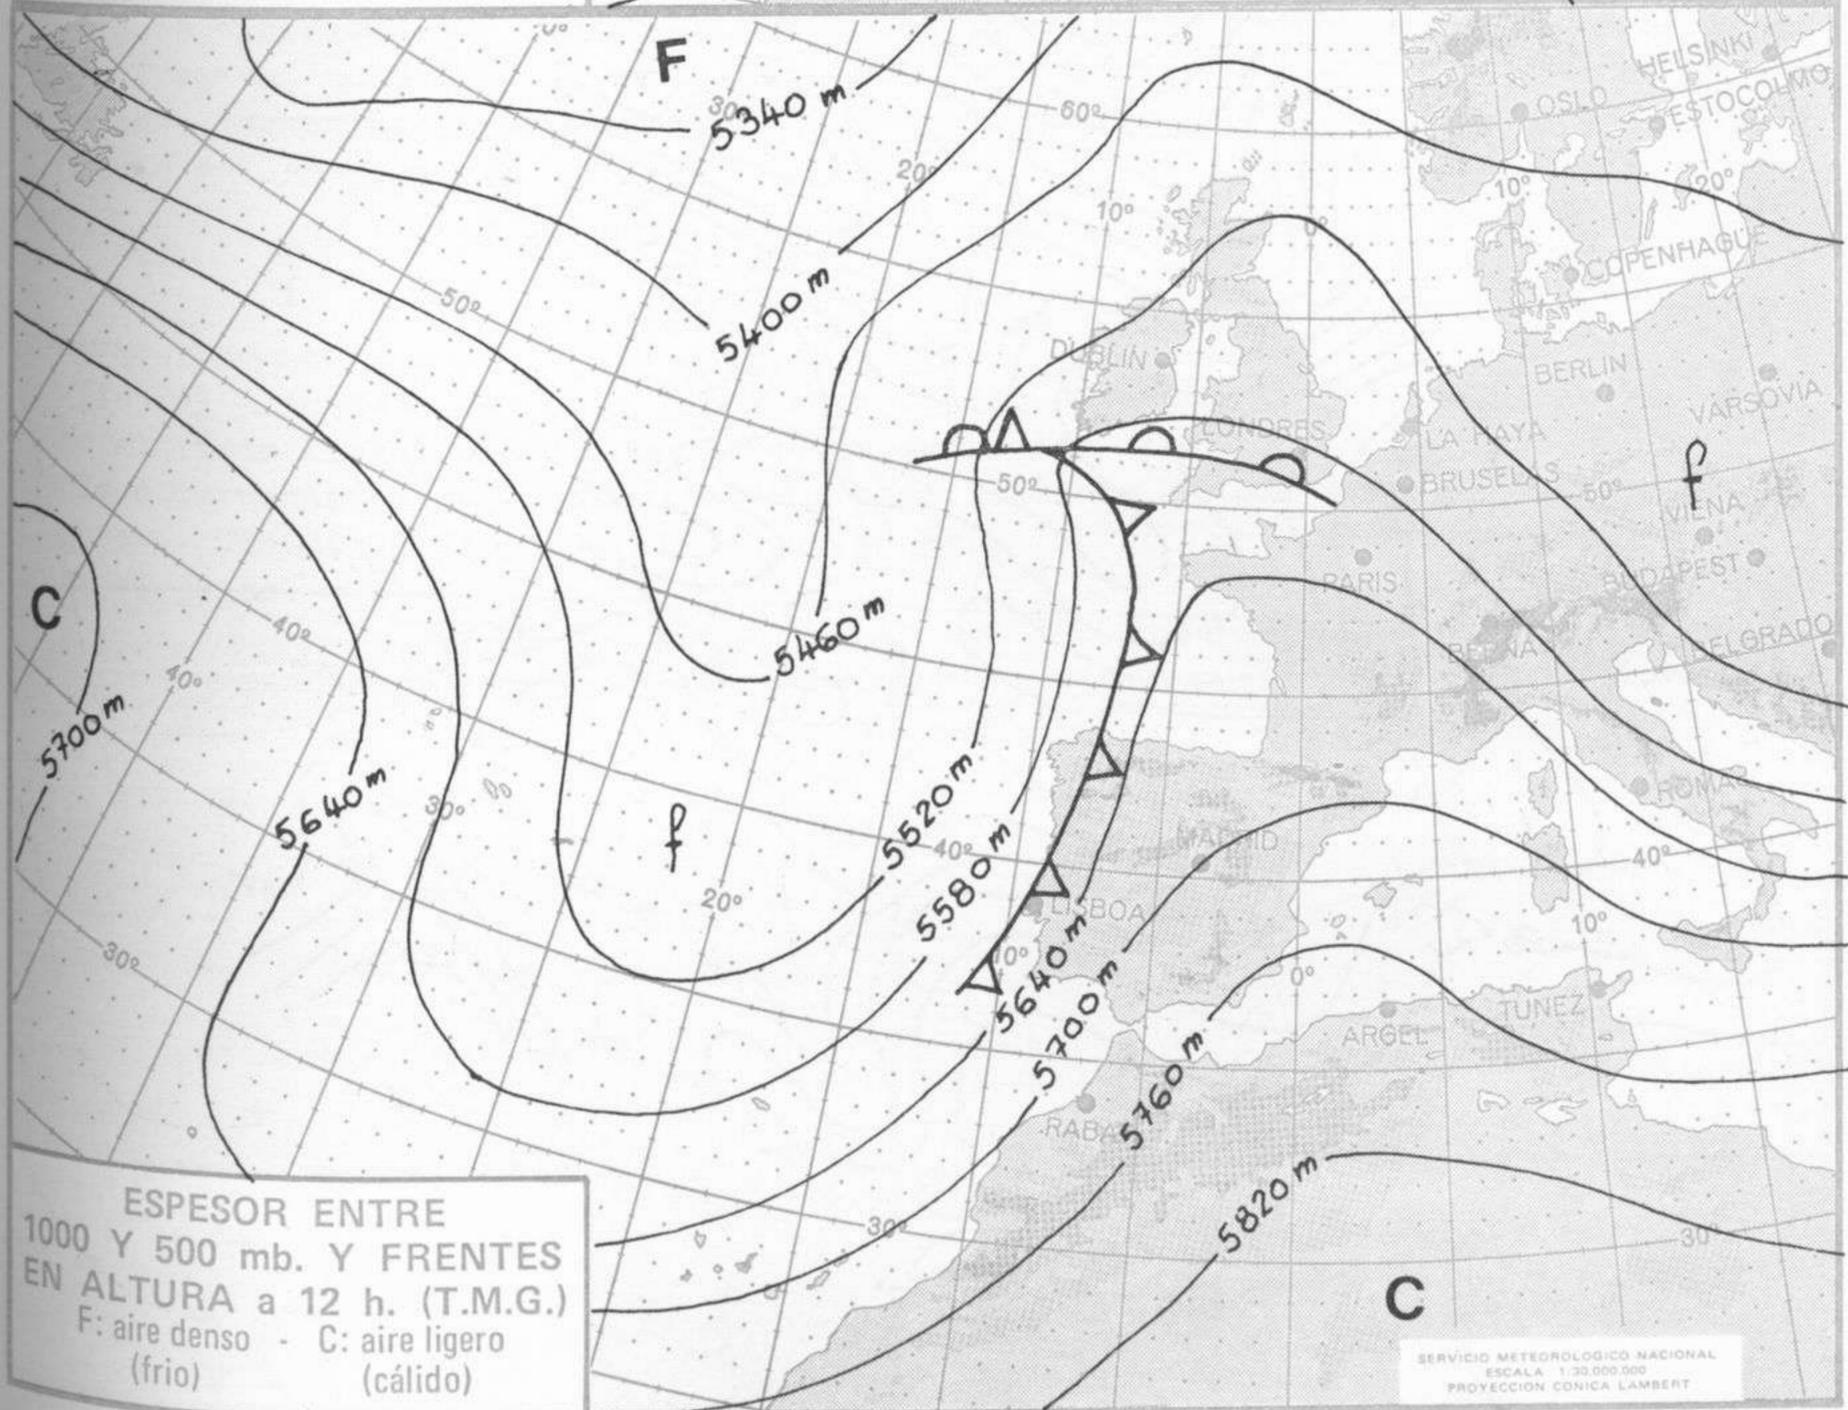 F
30°
5340 m
60°
HELSINKI
OSLO
ESTOCOLMO
20°
10°
10°
20°
0°
COPENHAGUE
50°
5400 m
DUBLIN
BERLIN
VARSOVIA
LONDRES
LA HAYA
50°
BRUSELAS
50°
f
VIENA
PARIS
BUDAPEST
C
40°
5460 m
BERNA
BELGRADO
40°
5700 m
5640 m
30°
f
5520 m
40°
MADRID
ROMA
40°
20°
5580 m
LISBOA
10°
10°
30°
5640 m
5700 m
0°
TUNEZ
ARGEL
5760 m
RABA
5820 m
30°
30°
C
ESPESOR ENTRE
1000 Y 500 mb. Y FRENTES
EN ALTURA a 12 h. (T.M.G.)
F: aire denso - C: aire ligero
(frio) (cálido)
SERVICIO METEOROLOGICO NACIONAL
ESCALA 1:30.000.000
PROYECCION CONICA LAMBERT